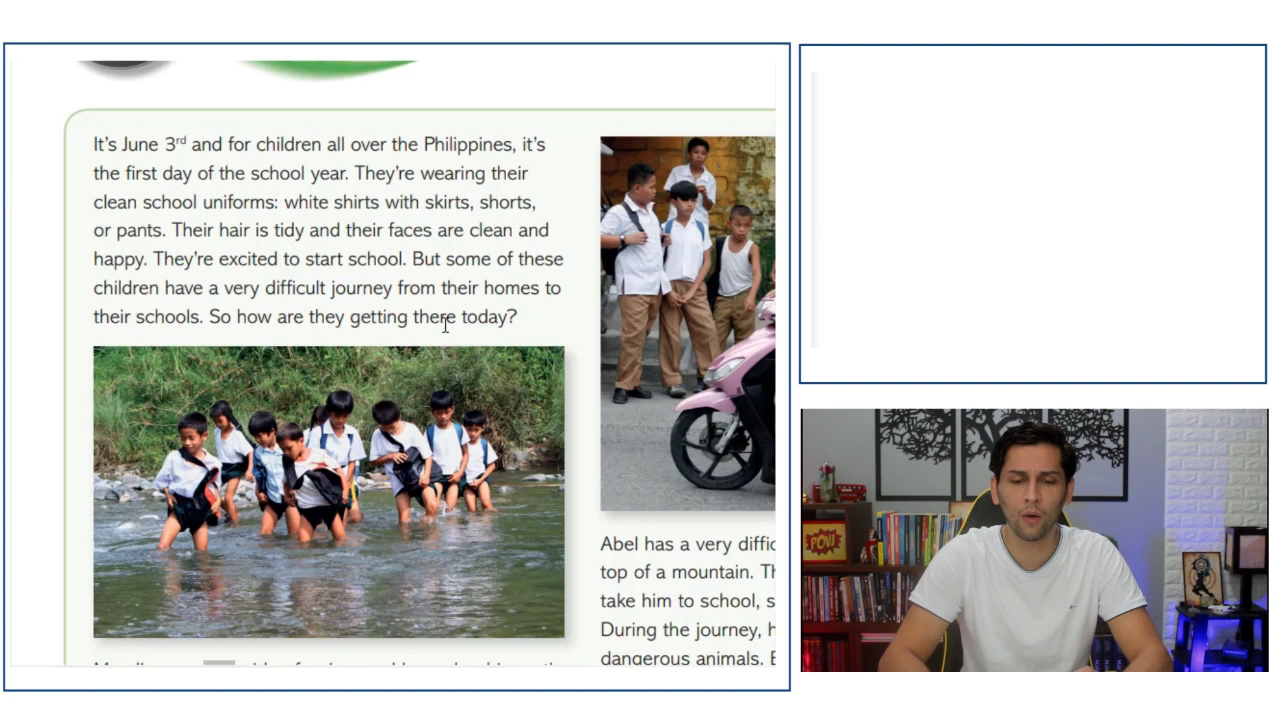 It's June 3rd and for children all over the Philippines, it's
the first day of the school year. They're wearing their
clean school uniforms: white shirts with skirts, shorts,
or pants. Their hair is tidy and their faces are clean and
happy. They're excited to start school. But some of these
children have a very difficult journey from their homes to
their schools. So how are they getting there today?
Abel has a very
top of a mountain.
take him to school,
During the journey,
dangerous animals.
POW